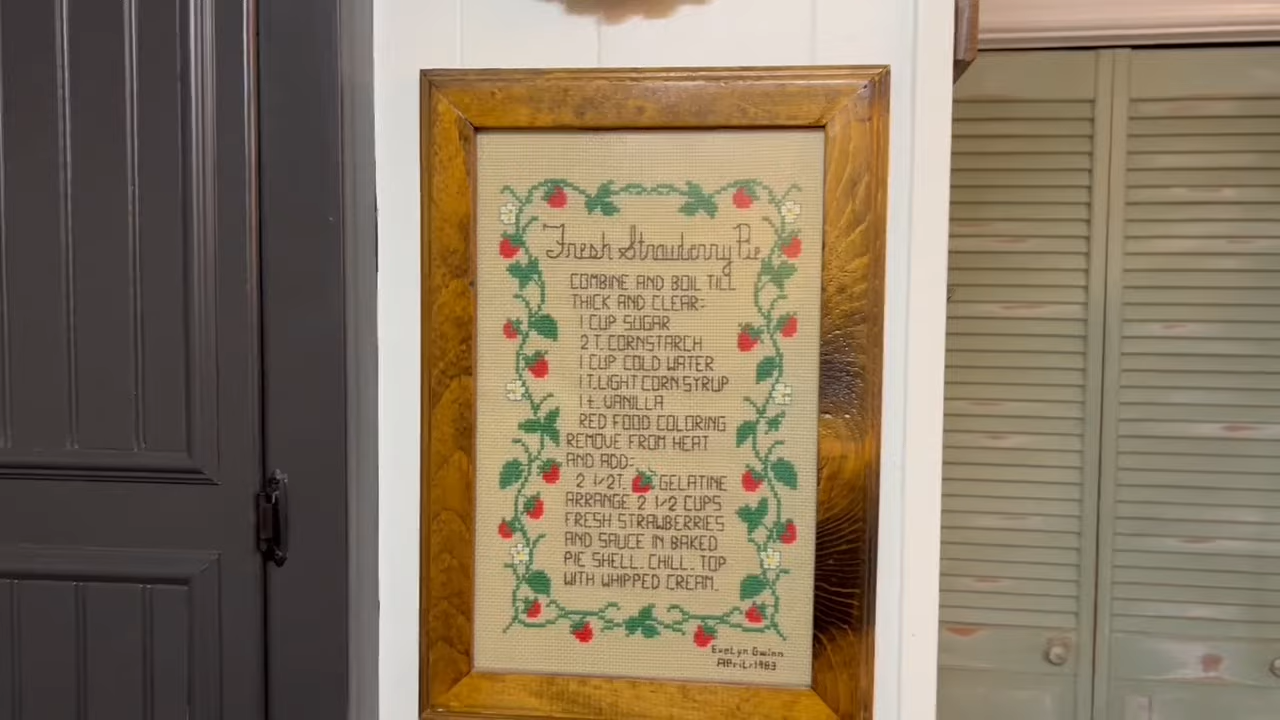 Fresh Strawberry Pie
COMBINE AND BOIL TILL
THICK AND CLEAR:
1 CUP SUGAR
2 T. CORNSTARCH
1 CUP COLD WATER
1 T. LIGHT CORN SYRUP
1 t. VANILLA
RED FOOD COLORING
REMOVE FROM HEAT
AND ADD:
2 1/2 T. GELATINE
ARRANGE 2 1/2 CUPS
FRESH STRAWBERRIES
AND SAUCE IN BAKED
PIE SHELL. CHILL. TOP
WITH WHIPPED CREAM.
Evelyn Gwinn
April 1983